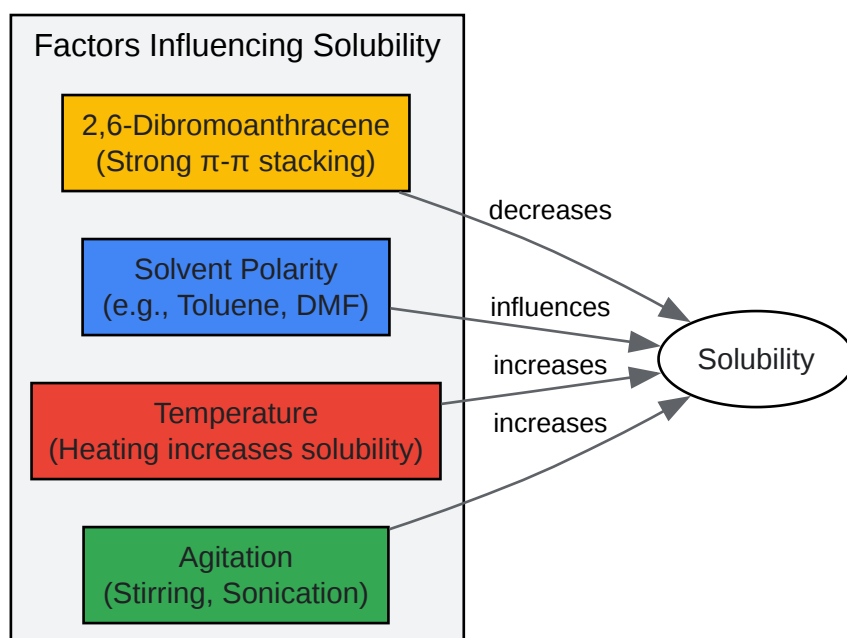 Factors Influencing Solubility
2,6-Dibromoanthracene
(Strong π-π stacking)
decreases
Solvent Polarity
(e.g., Toluene, DMF)
influences
Solubility
increases
Temperature
(Heating increases solubility)
increases
Agitation
(Stirring, Sonication)